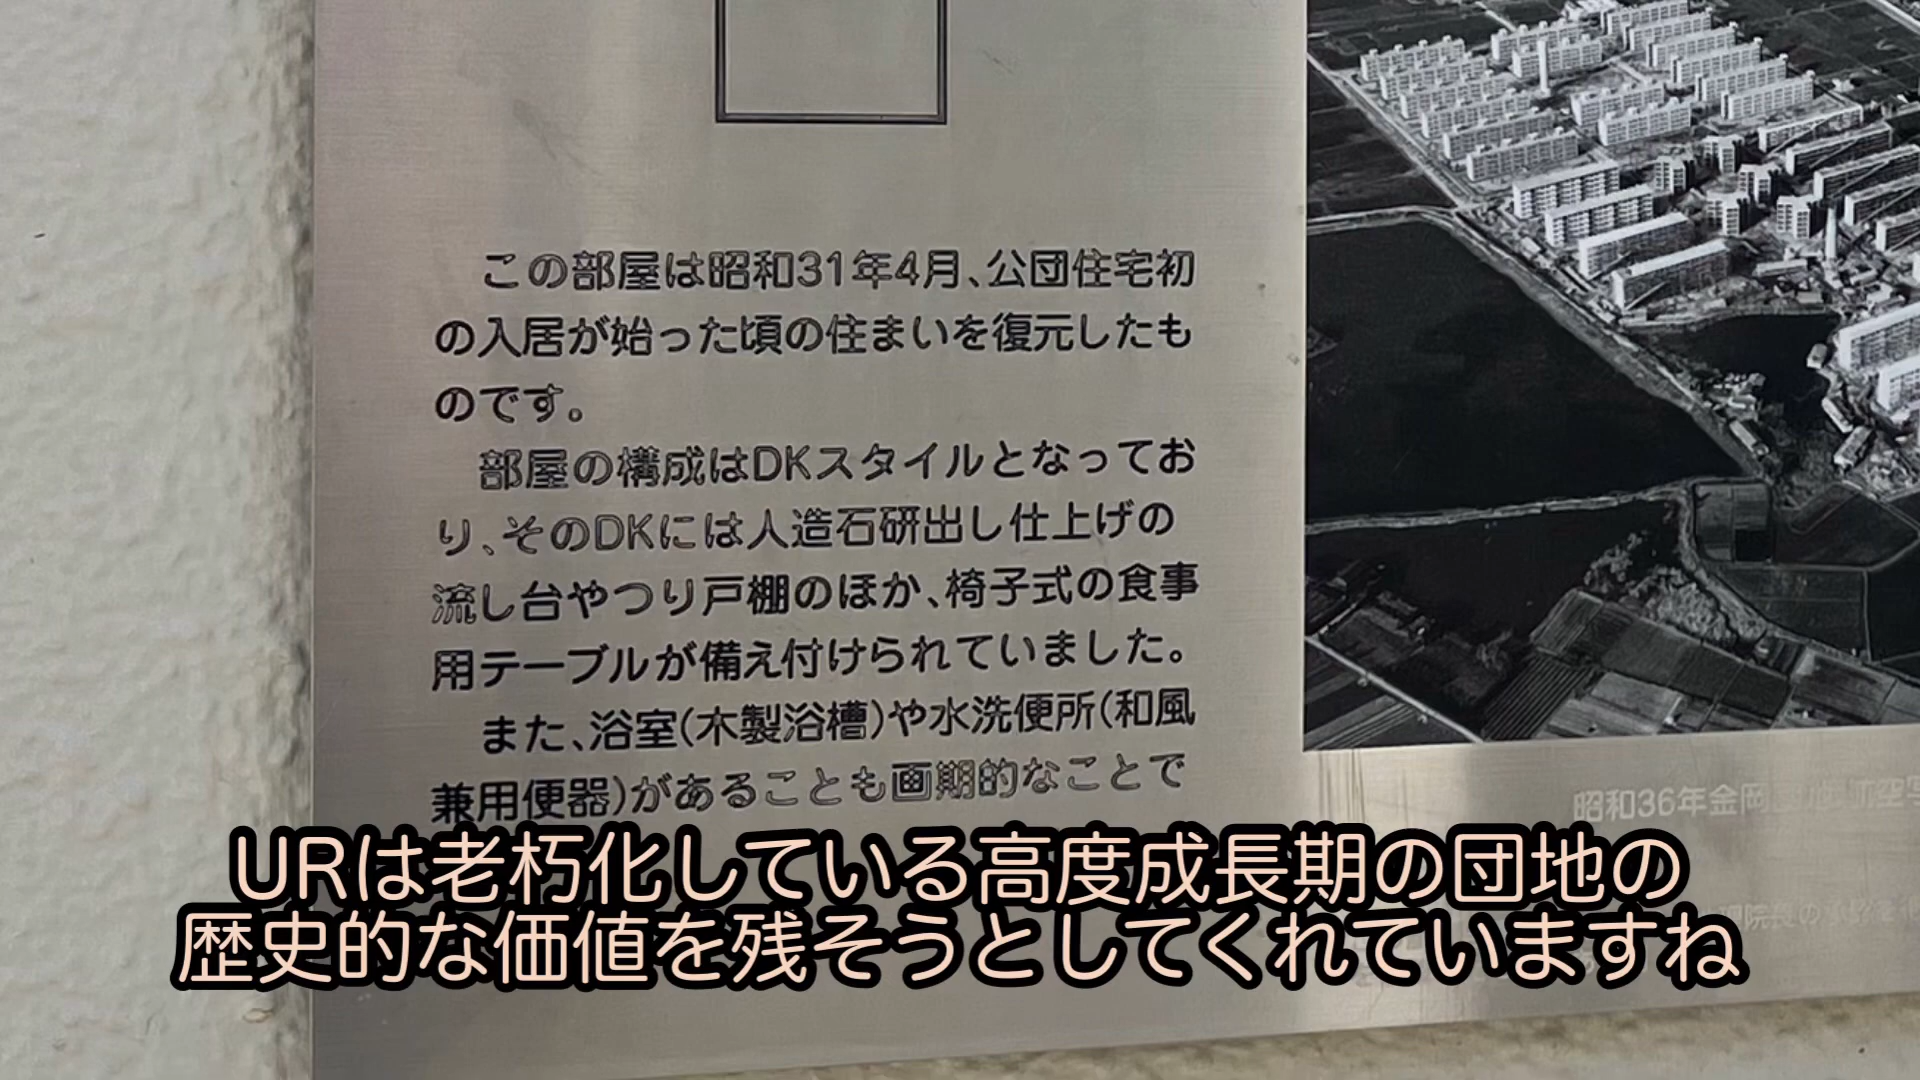 この部屋は昭和31年4月、公団住宅初
の入居が始った頃の住まいを復元したも
のです。
部屋の構成はDKスタイルとなってお
り、そのDKには人造石研出し仕上げの
流し台やつり戸棚のほか、椅子式の食事
用テーブルが備え付けられていました。
また、浴室(木製浴槽)や水洗便所(和風
兼用便器)があることも画期的なことで
昭和36年金岡
URは老朽化している高度成長期の団地の
歴史的な価値を残そうとしてくれていますね